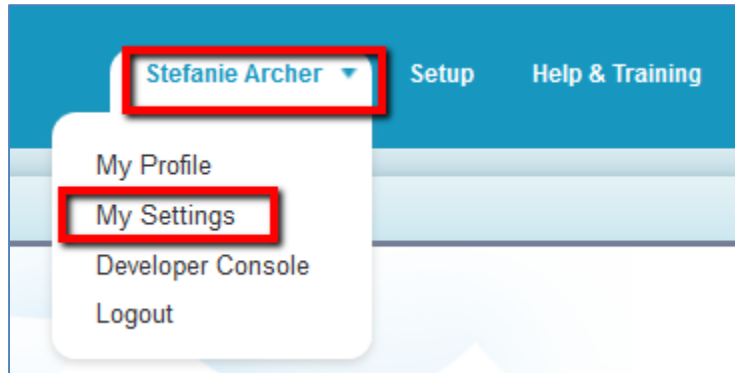 Stefanie Archer Setup Help & Training
My Profile
My Settings
Developer Console
Logout